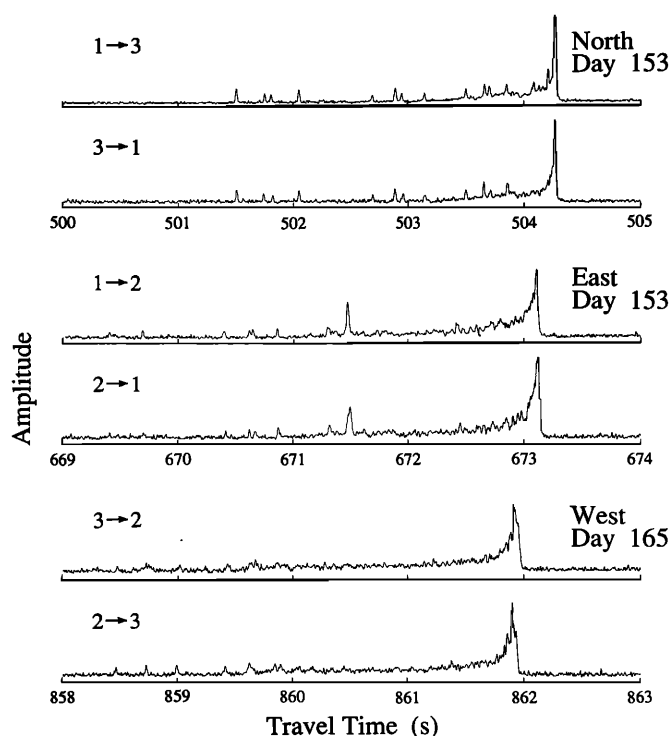 1→3
North
Day 153
3→1
500 501 502 503 504 505
1→2
East
Day 153
Amplitude
2→1
669 670 671 672 673 674
3→2
West
Day 165
2→3
858 859 860 861 862 863
Travel Time (s)